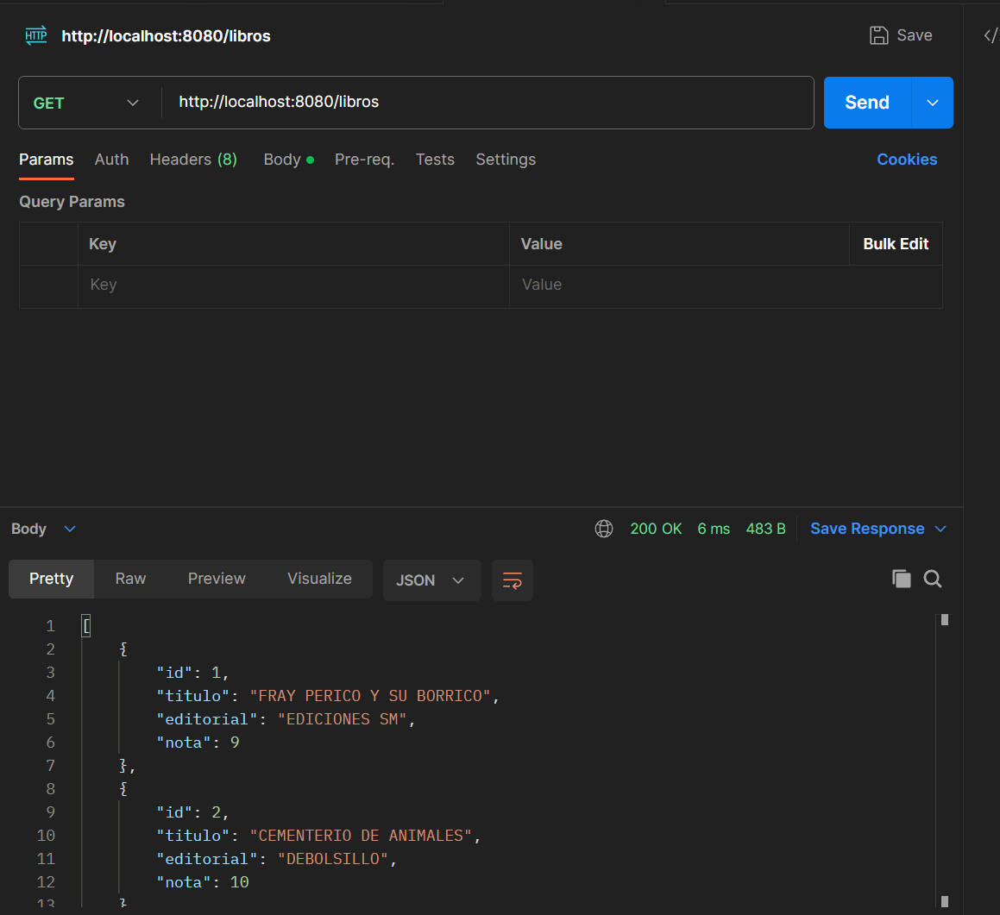 HTTP http://localhost:8080/libros Save </
GET http://localhost:8080/libros Send
Params Auth Headers (8) Body Pre-req. Tests Settings Cookies
Query Params
Key Value Bulk Edit
Key Value
Body 200 OK 6 ms 483 B Save Response
Pretty Raw Preview Visualize JSON
1 [
2 {
3 "id": 1,
4 "titulo": "FRAY PERICO Y SU BORRICO",
5 "editorial": "EDICIONES SM",
6 "nota": 9
7 },
8 {
9 "id": 2,
10 "titulo": "CEMENTERIO DE ANIMALES",
11 "editorial": "DEBOLSILLO",
12 "nota": 10
13 }